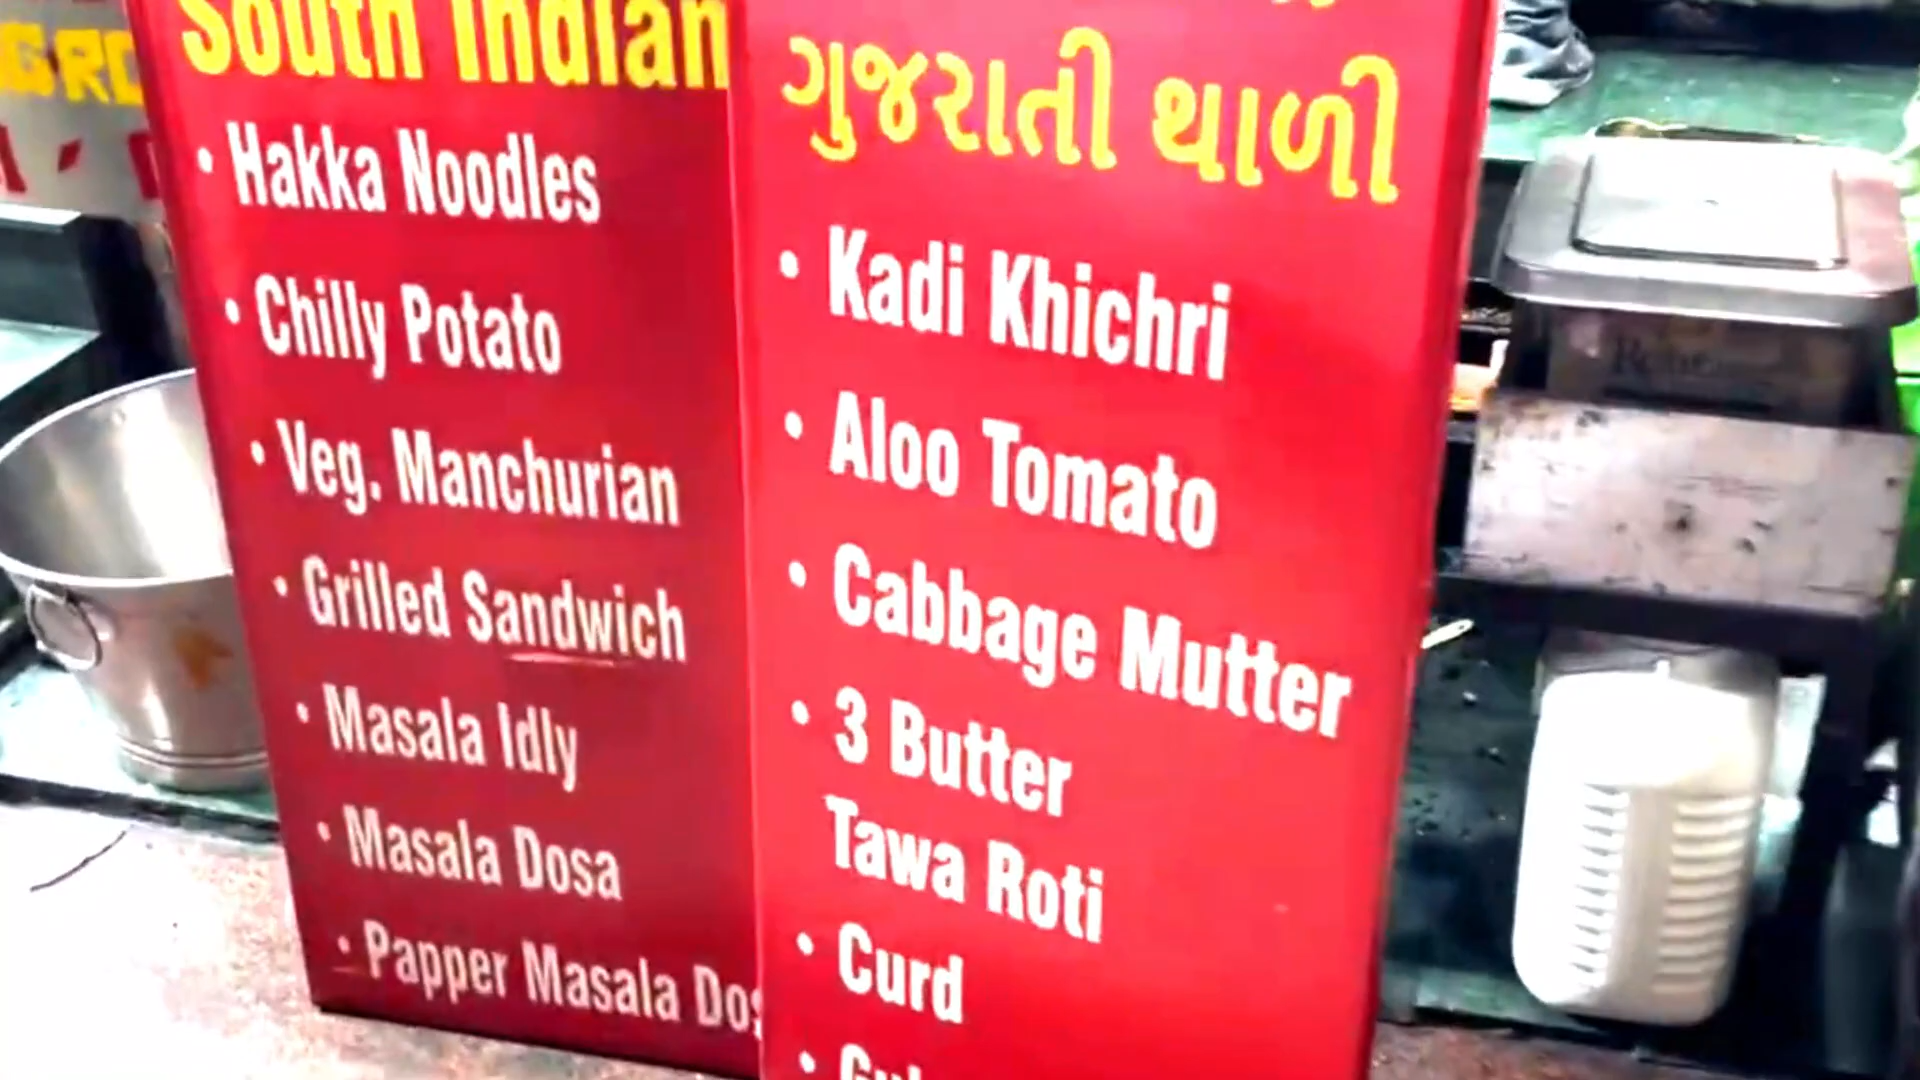 South Indian
• Hakka Noodles
• Chilly Potato
• Veg. Manchurian
• Grilled Sandwich
• Masala Idly
• Masala Dosa
• Papper Masala
ગુજરાતી થાળી
• Kadi Khichri
• Aloo Tomato
• Cabbage Mutter
• 3 Butter
Tawa Roti
• Curd